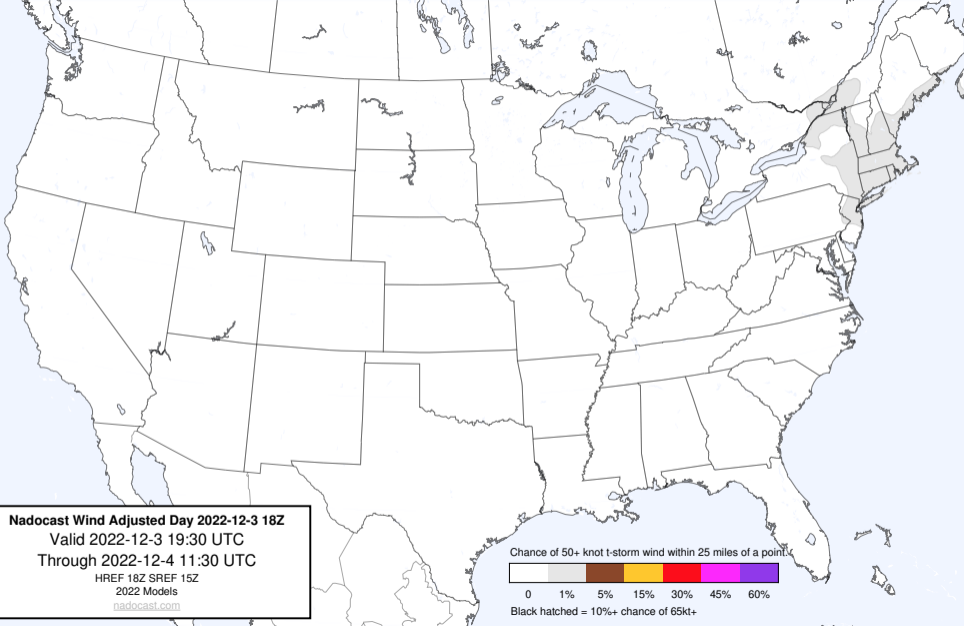 Nadocast Wind Adjusted Day 2022-12-3 18Z
Valid 2022-12-3 19:30 UTC
Through 2022-12-4 11:30 UTC
HREF 18Z SREF 15Z
2022 Models
nadocast.com
Chance of 50+ knot t-storm wind within 25 miles of a point.
0 1% 5% 15% 30% 45% 60%
Black hatched = 10%+ chance of 65kt+